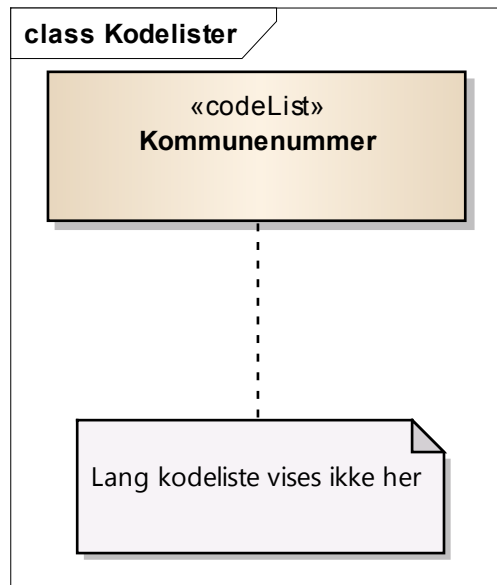 class Kodelister
«codeList»
Kommunenummer
Lang kodeliste vises ikke her